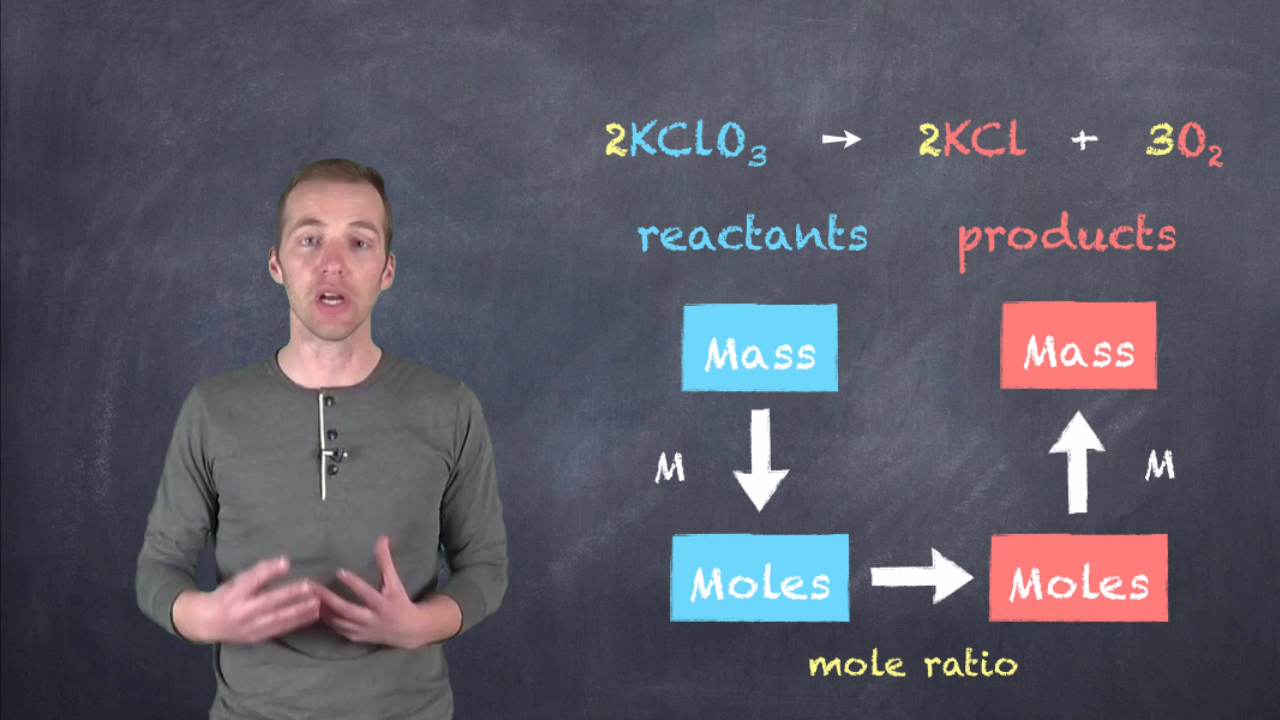 2KClO₃ → 2KCl + 3O₂
reactants products
Mass Mass
M M
Moles Moles
mole ratio